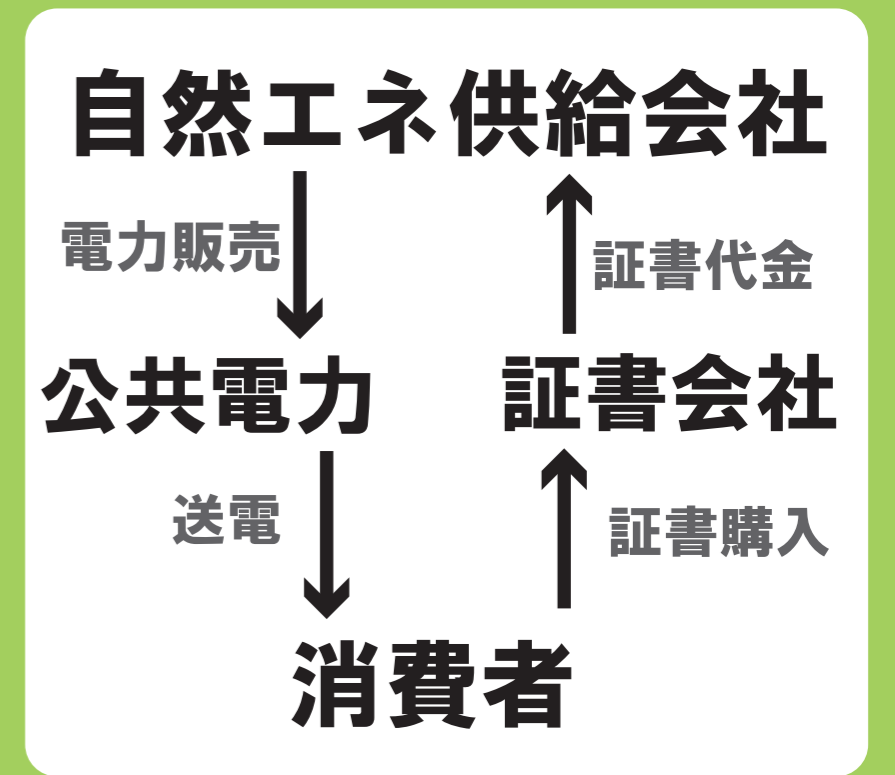 自然エネ供給会社
電力販売
証書代金
公共電力
証書会社
送電
証書購入
消費者